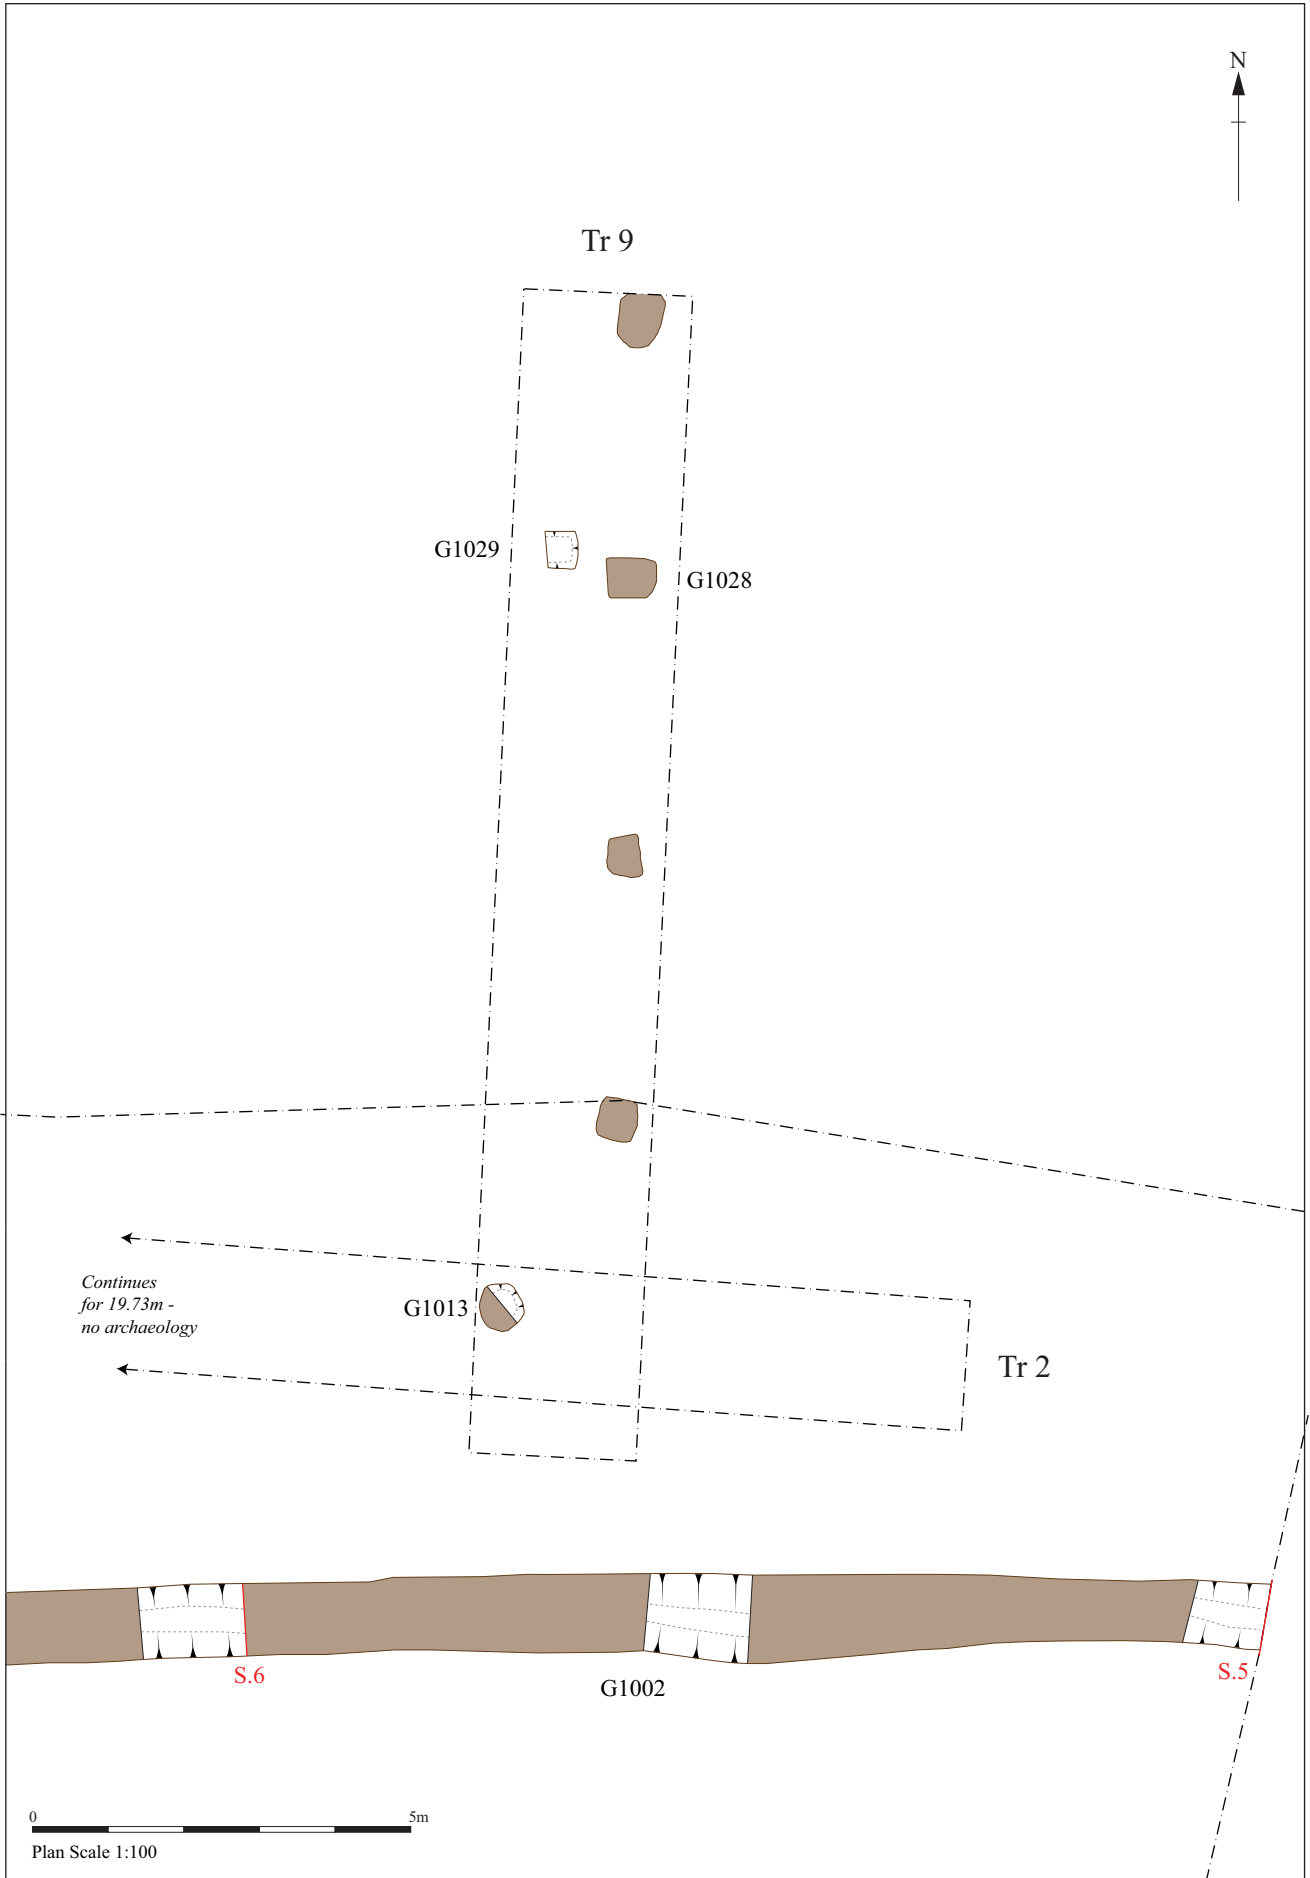 N
Tr 9
G1029
G1028
Continues
for 19.73m -
no archaeology
G1013
Tr 2
S.6
S.5
G1002
0
5m
Plan Scale 1:100